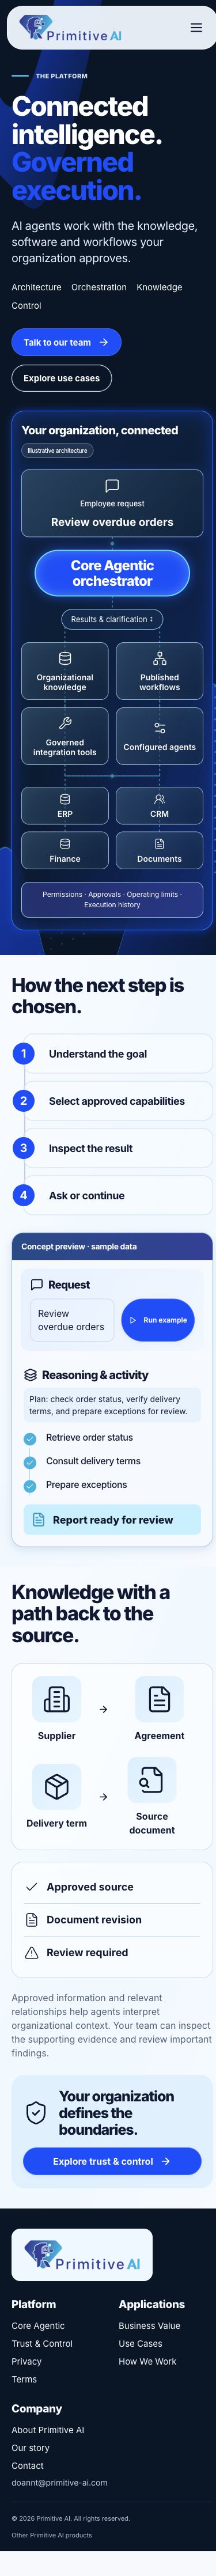 Primitive AI
THE PLATFORM
Connected
intelligence.
Governed
execution.
AI agents work with the knowledge,
software and workflows your
organization approves.
Architecture Orchestration Knowledge
Control
Talk to our team
Explore use cases
Your organization, connected
Illustrative architecture
Employee request
Review overdue orders
Core Agentic
orchestrator
Results & clarification ↕
Organizational
knowledge
Published
workflows
Governed
integration tools
Configured agents
ERP
CRM
Finance
Documents
Permissions · Approvals · Operating limits ·
Execution history
How the next step is
chosen.
1 Understand the goal
2 Select approved capabilities
3 Inspect the result
4 Ask or continue
Concept preview · sample data
Request
Review
overdue orders
Run example
Reasoning & activity
Plan: check order status, verify delivery
terms, and prepare exceptions for review.
Retrieve order status
Consult delivery terms
Prepare exceptions
Report ready for review
Knowledge with a
path back to the
source.
Supplier
Agreement
Delivery term
Source
document
Approved source
Document revision
Review required
Approved information and relevant
relationships help agents interpret
organizational context. Your team can inspect
the supporting evidence and review important
findings.
Your organization
defines the
boundaries.
Explore trust & control
Primitive AI
Platform
Core Agentic
Trust & Control
Privacy
Terms
Applications
Business Value
Use Cases
How We Work
Company
About Primitive AI
Our story
Contact
doannt@primitive-ai.com
© 2026 Primitive AI. All rights reserved.
Other Primitive AI products